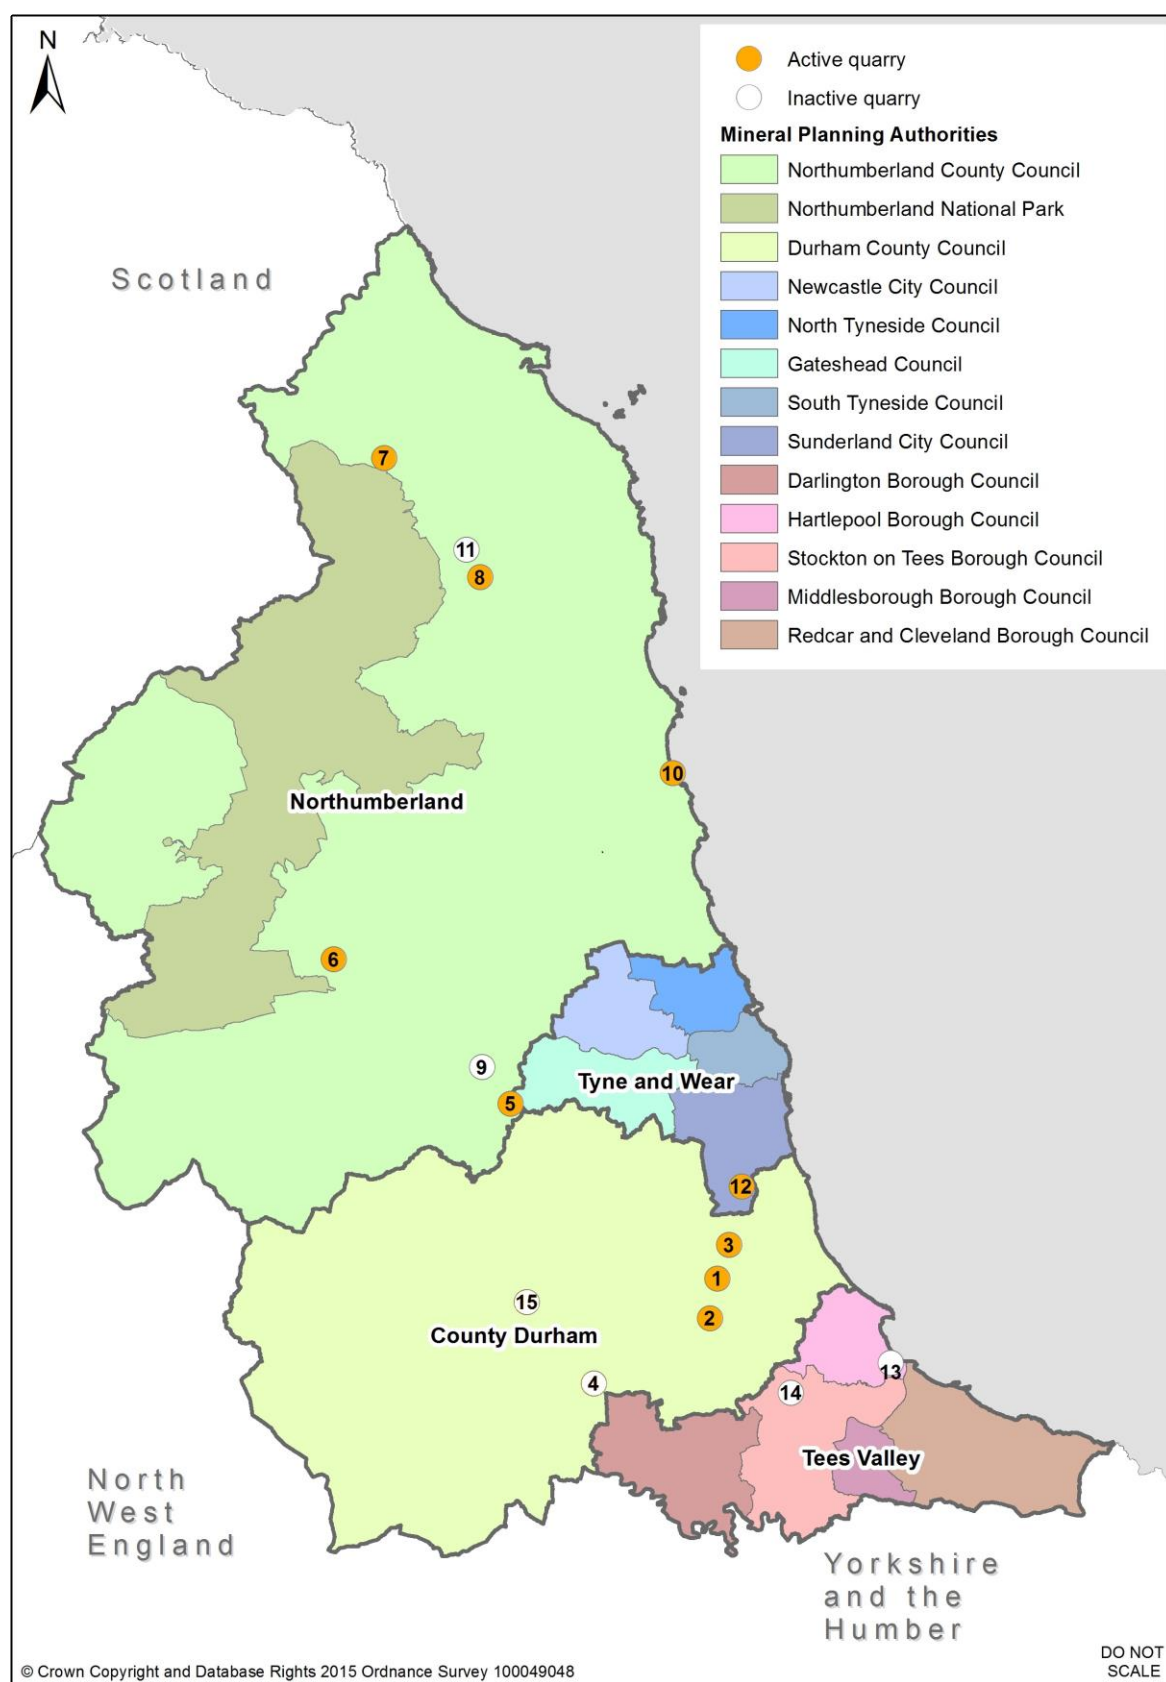 N
Active quarry
Inactive quarry
Mineral Planning Authorities
Northumberland County Council
Northumberland National Park
Durham County Council
Newcastle City Council
North Tyneside Council
Gateshead Council
South Tyneside Council
Sunderland City Council
Darlington Borough Council
Hartlepool Borough Council
Stockton on Tees Borough Council
Middlesborough Borough Council
Redcar and Cleveland Borough Council
Scotland
7
11
8
10
Northumberland
6
9
5
Tyne and Wear
12
3
1
15
2
County Durham
4
13
14
Tees Valley
North
West
England
Yorkshire
and the
Humber
© Crown Copyright and Database Rights 2015 Ordnance Survey 100049048
DO NOT
SCALE